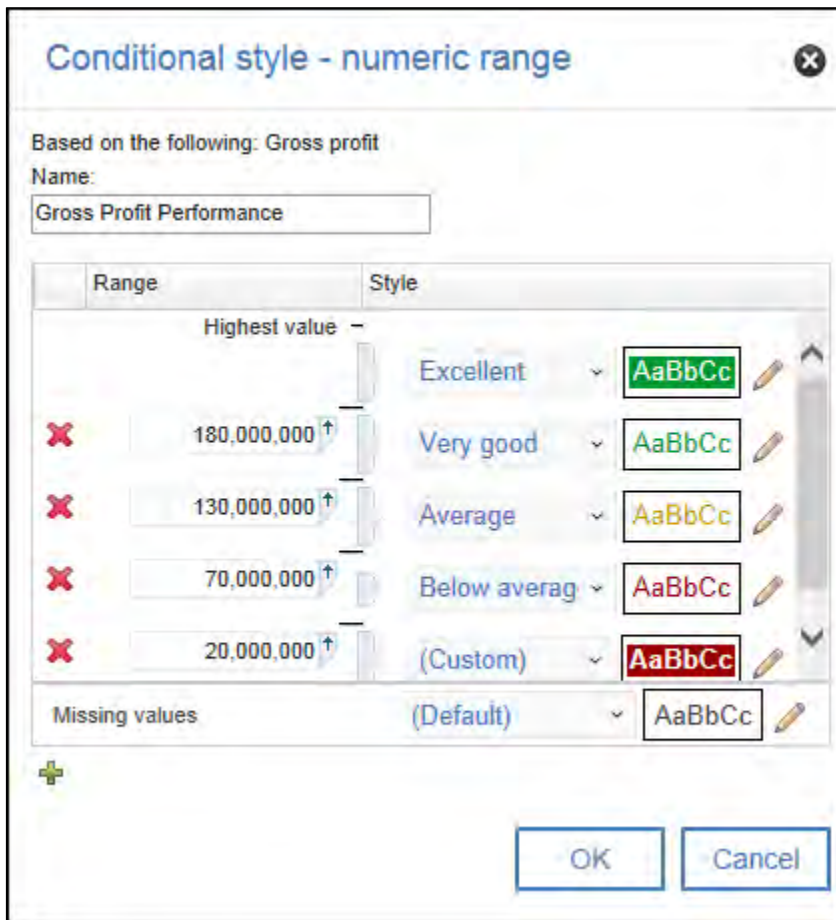 Conditional style - numeric range
Based on the following: Gross profit
Name:
Gross Profit Performance
Range Style
Highest value
Excellent AaBbCc
180,000,000
Very good AaBbCc
130,000,000
Average AaBbCc
70,000,000
Below averag AaBbCc
20,000,000
(Custom) AaBbCc
Missing values (Default) AaBbCc
OK Cancel